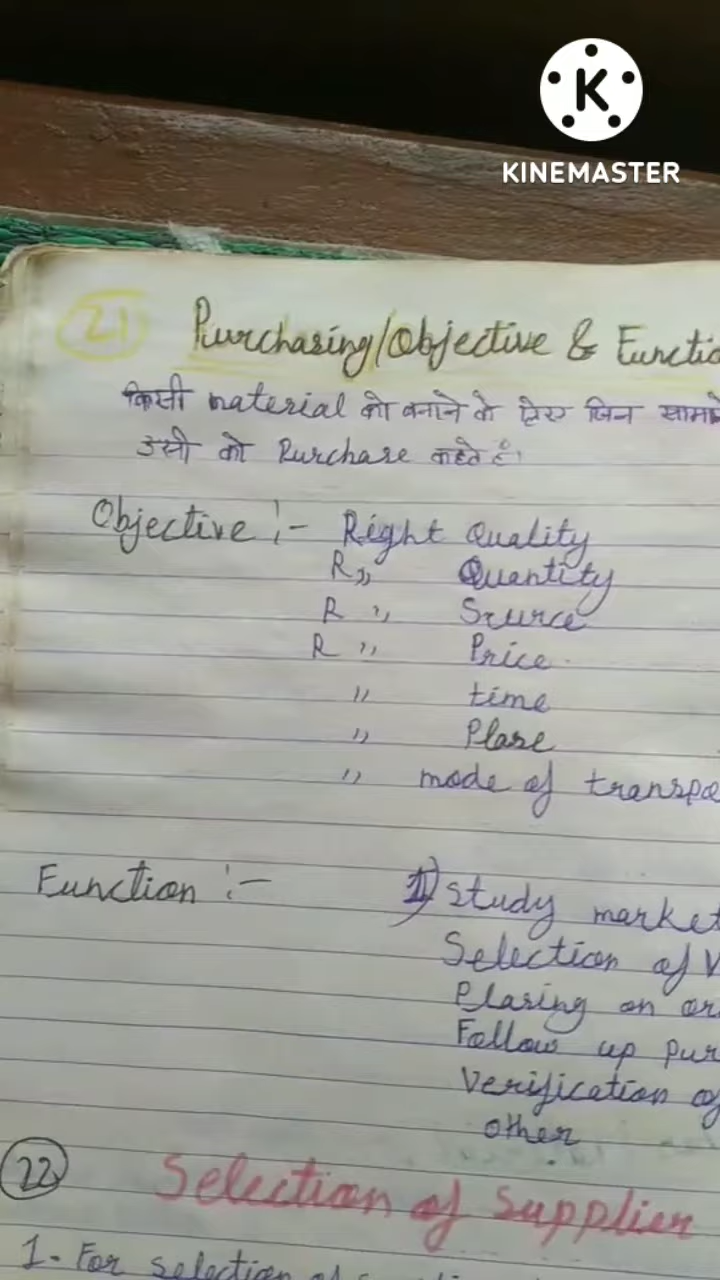 KINEMASTER
21 Purchasing/Objective & Functio
किसी material को बनाने के लिए जिन सामा
उसी को Purchase कहते हैं।
Objective :- Right Quality
R ,, Quantity
R ,, Source
R ,, Price
,, time
,, Plase
,, mode of transpo
Function :- 1) Study market
Selection of V
Plasing on or
Follow up pur
Verification of
other
22 Selection of Supplier
1- For selection of